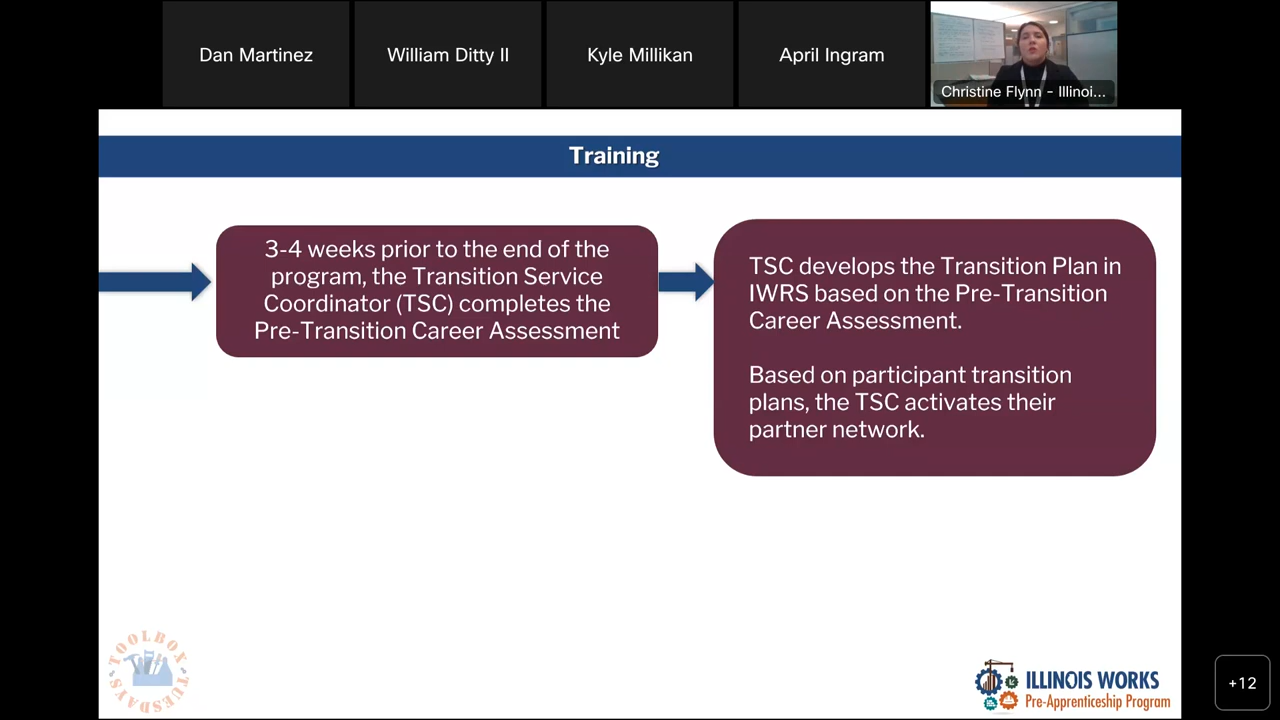 Dan Martinez
William Ditty II
Kyle Millikan
April Ingram
Christine Flynn - Illinoi...
Training
3-4 weeks prior to the end of the
program, the Transition Service
Coordinator (TSC) completes the
Pre-Transition Career Assessment
TSC develops the Transition Plan in
IWRS based on the Pre-Transition
Career Assessment.
Based on participant transition
plans, the TSC activates their
partner network.
TOOLBOX
TUESDAYS
ILLINOIS WORKS
Pre-Apprenticeship Program
+12